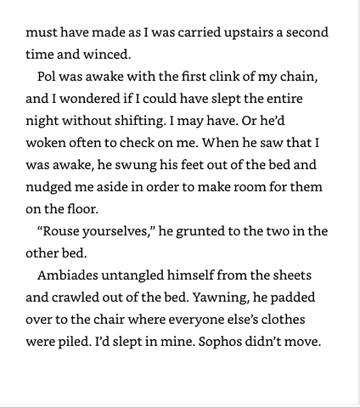 must have made as I was carried upstairs a second
time and winced.
Pol was awake with the first clink of my chain,
and I wondered if I could have slept the entire
night without shifting. I may have. Or he’d
woken often to check on me. When he saw that I
was awake, he swung his feet out of the bed and
nudged me aside in order to make room for them
on the floor.
“Rouse yourselves,” he grunted to the two in the
other bed.
Ambiades untangled himself from the sheets
and crawled out of the bed. Yawning, he padded
over to the chair where everyone else’s clothes
were piled. I’d slept in mine. Sophos didn’t move.